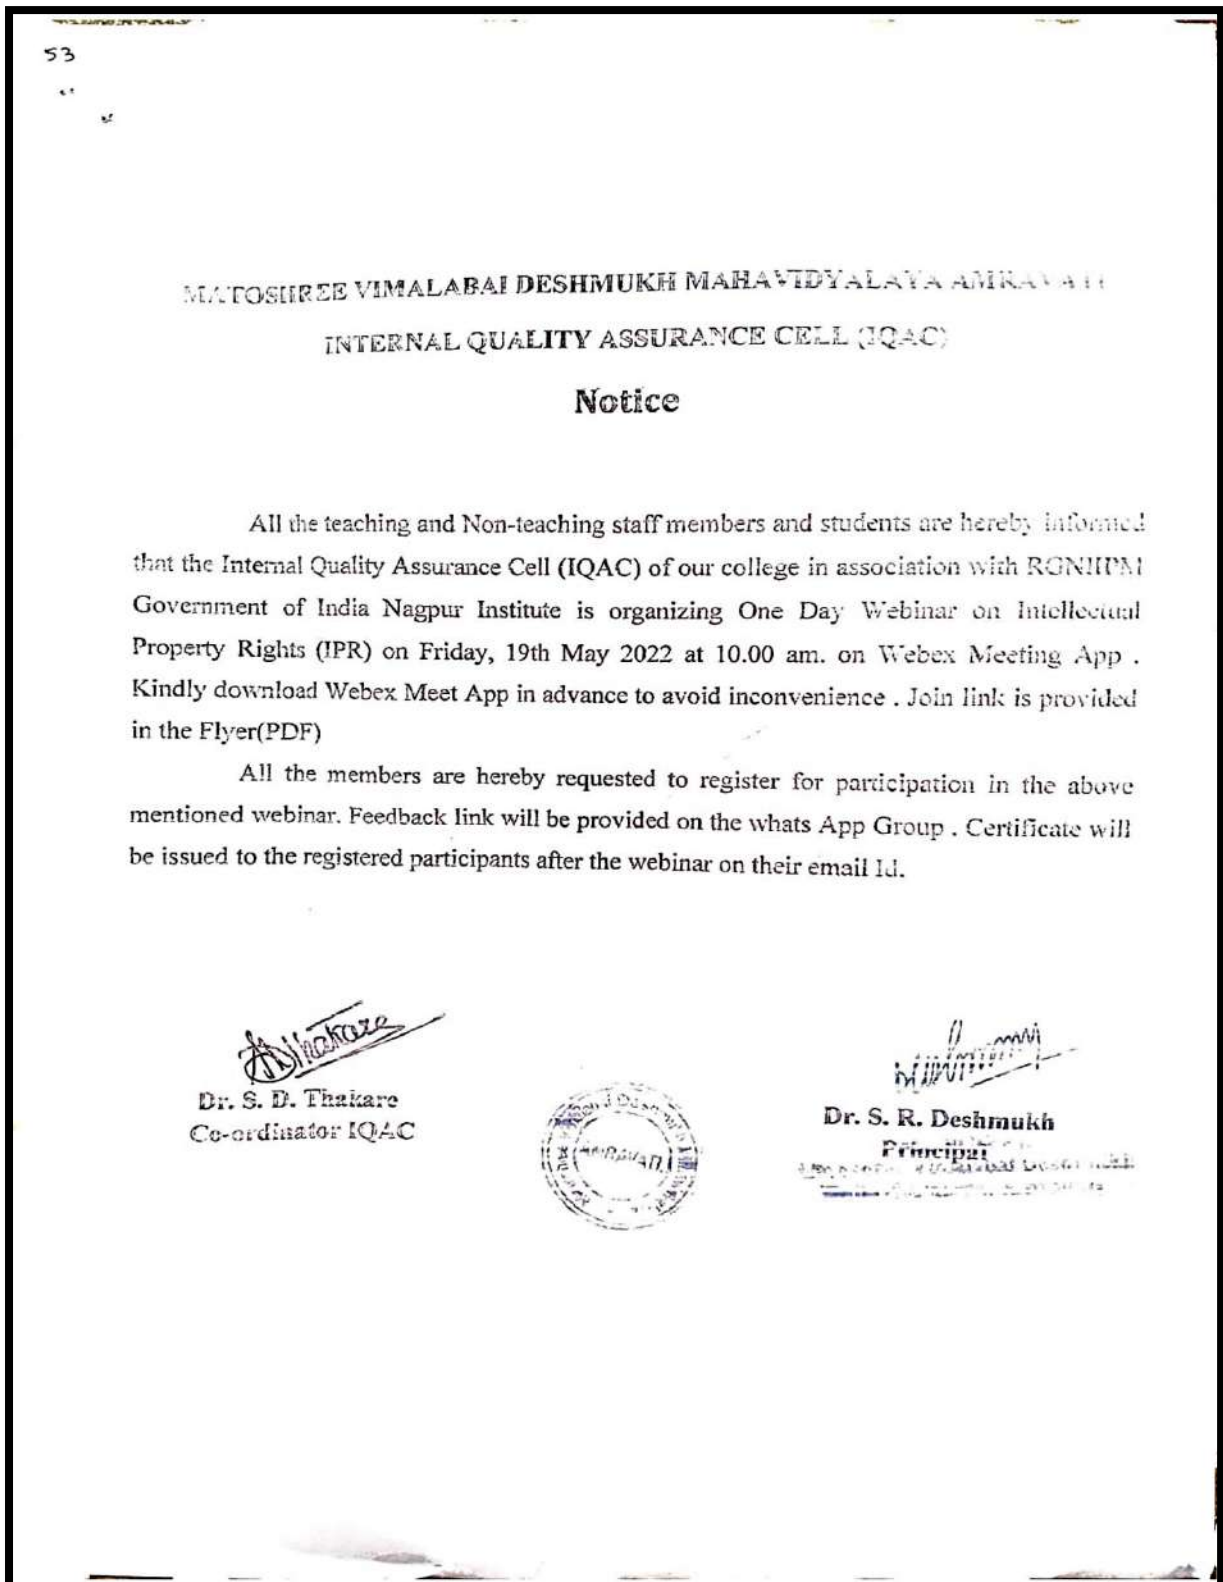 53
MATOSHREE VIMALABAI DESHMUKH MAHAVIDYALAYA AMRAVATI
INTERNAL QUALITY ASSURANCE CELL (IQAC)
Notice
All the teaching and Non-teaching staff members and students are hereby informed
that the Internal Quality Assurance Cell (IQAC) of our college in association with RGNIIPM
Government of India Nagpur Institute is organizing One Day Webinar on Intellectual
Property Rights (IPR) on Friday, 19th May 2022 at 10.00 am. on Webex Meeting App .
Kindly download Webex Meet App in advance to avoid inconvenience . Join link is provided
in the Flyer(PDF)
All the members are hereby requested to register for participation in the above
mentioned webinar. Feedback link will be provided on the whats App Group . Certificate will
be issued to the registered participants after the webinar on their email Id.
Thakare
Dr. S. D. Thakare
Co-ordinator IQAC
AMRAVATI
Dr. S. R. Deshmukh
Principal